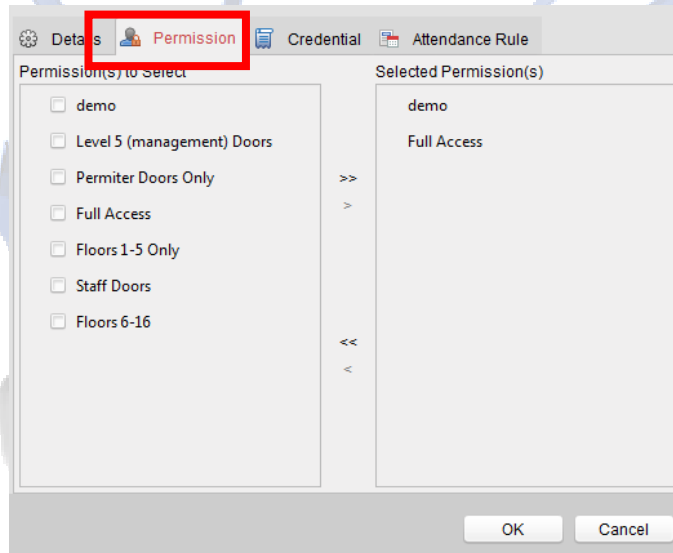 Details Permission Credential Attendance Rule
Permission(s) to Select Selected Permission(s)
demo demo
Level 5 (management) Doors Full Access
Permiter Doors Only >>
Full Access >
Floors 1-5 Only
Staff Doors
Floors 6-16
<<
<
OK Cancel